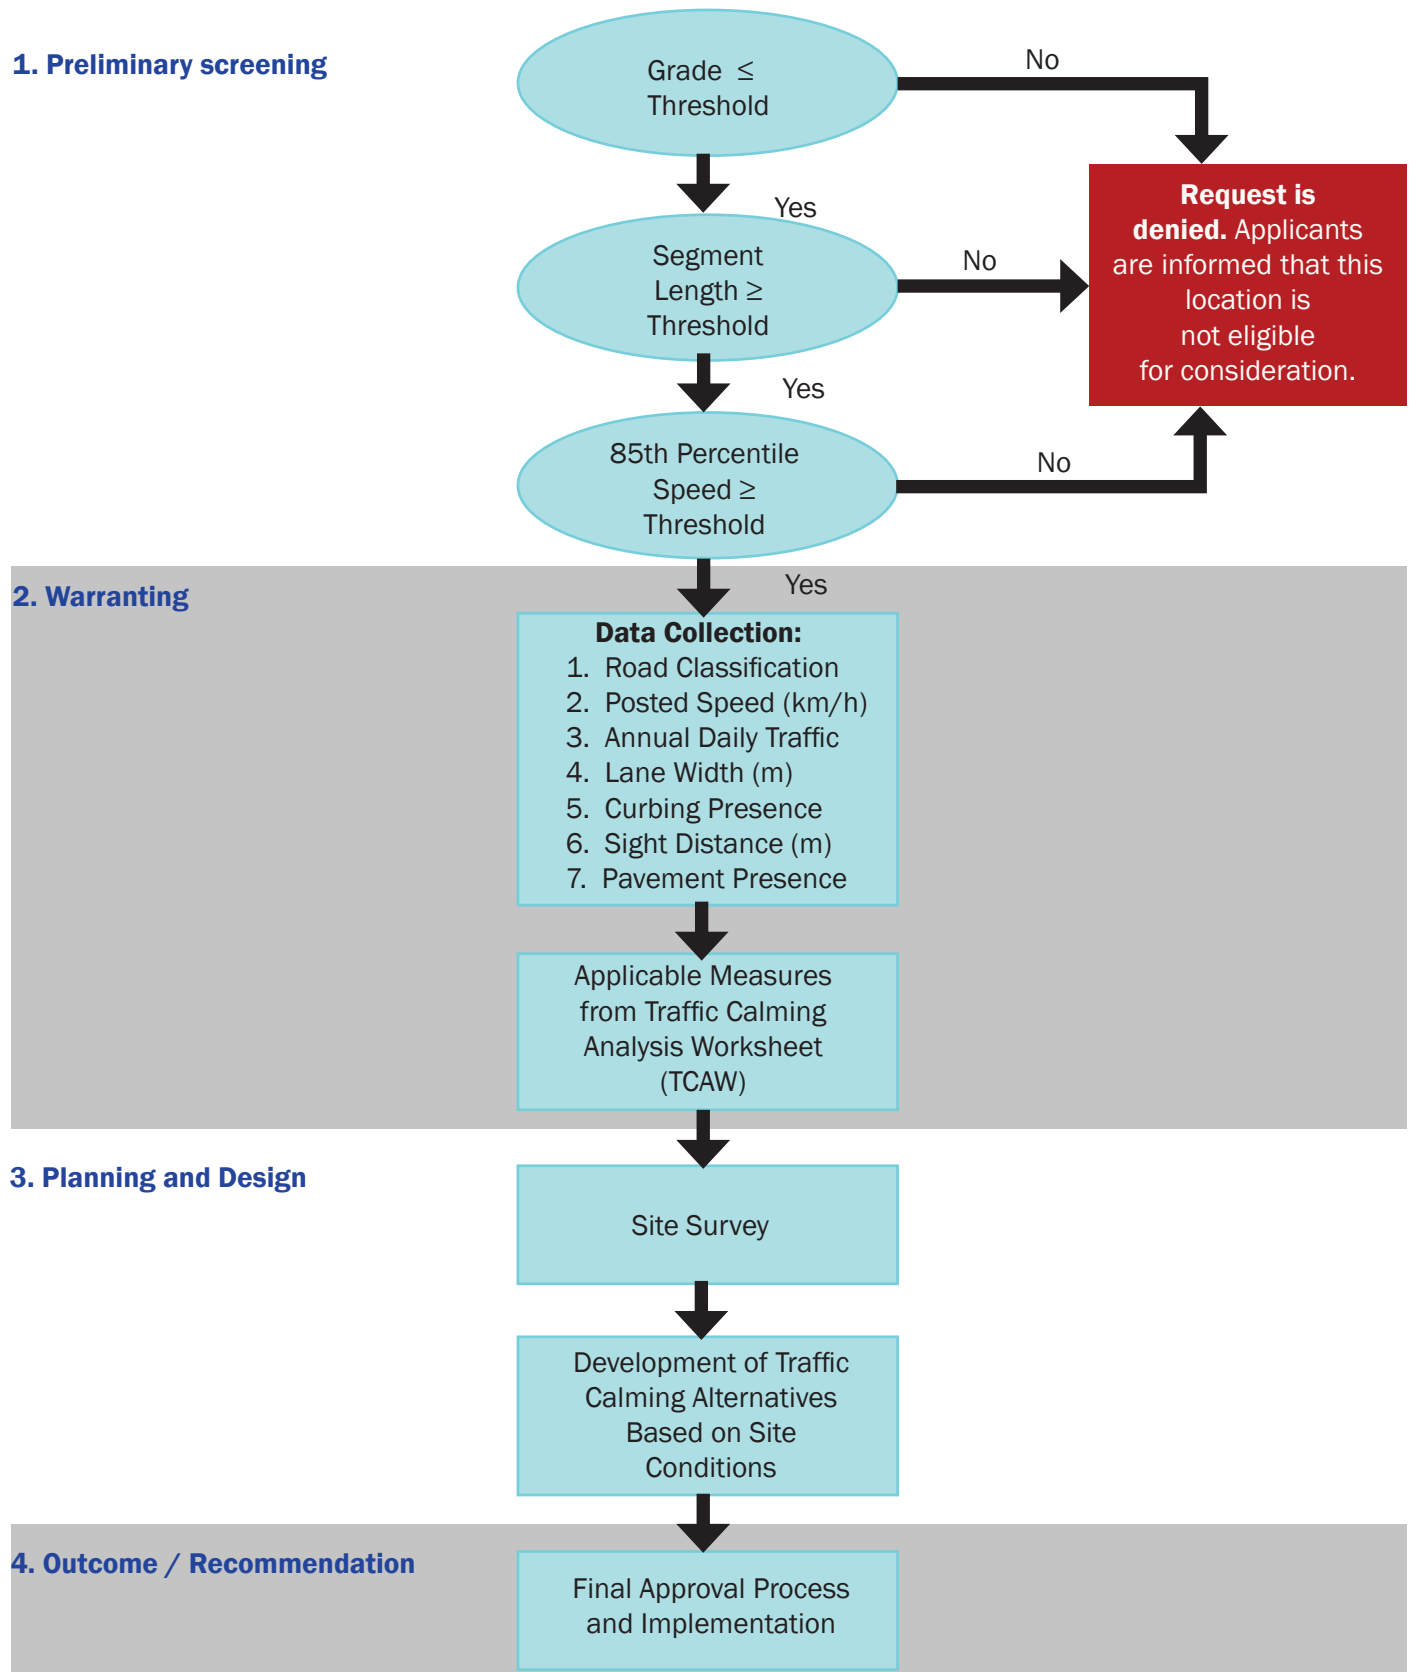 1. Preliminary screening
Grade ≤
Threshold
No
Yes
Request is
denied. Applicants
are informed that this
location is
not eligible
for consideration.
Segment
Length ≥
Threshold
No
Yes
85th Percentile
Speed ≥
Threshold
No
Yes
2. Warranting
Data Collection:
1. Road Classification
2. Posted Speed (km/h)
3. Annual Daily Traffic
4. Lane Width (m)
5. Curbing Presence
6. Sight Distance (m)
7. Pavement Presence
Applicable Measures
from Traffic Calming
Analysis Worksheet
(TCAW)
3. Planning and Design
Site Survey
Development of Traffic
Calming Alternatives
Based on Site
Conditions
4. Outcome / Recommendation
Final Approval Process
and Implementation